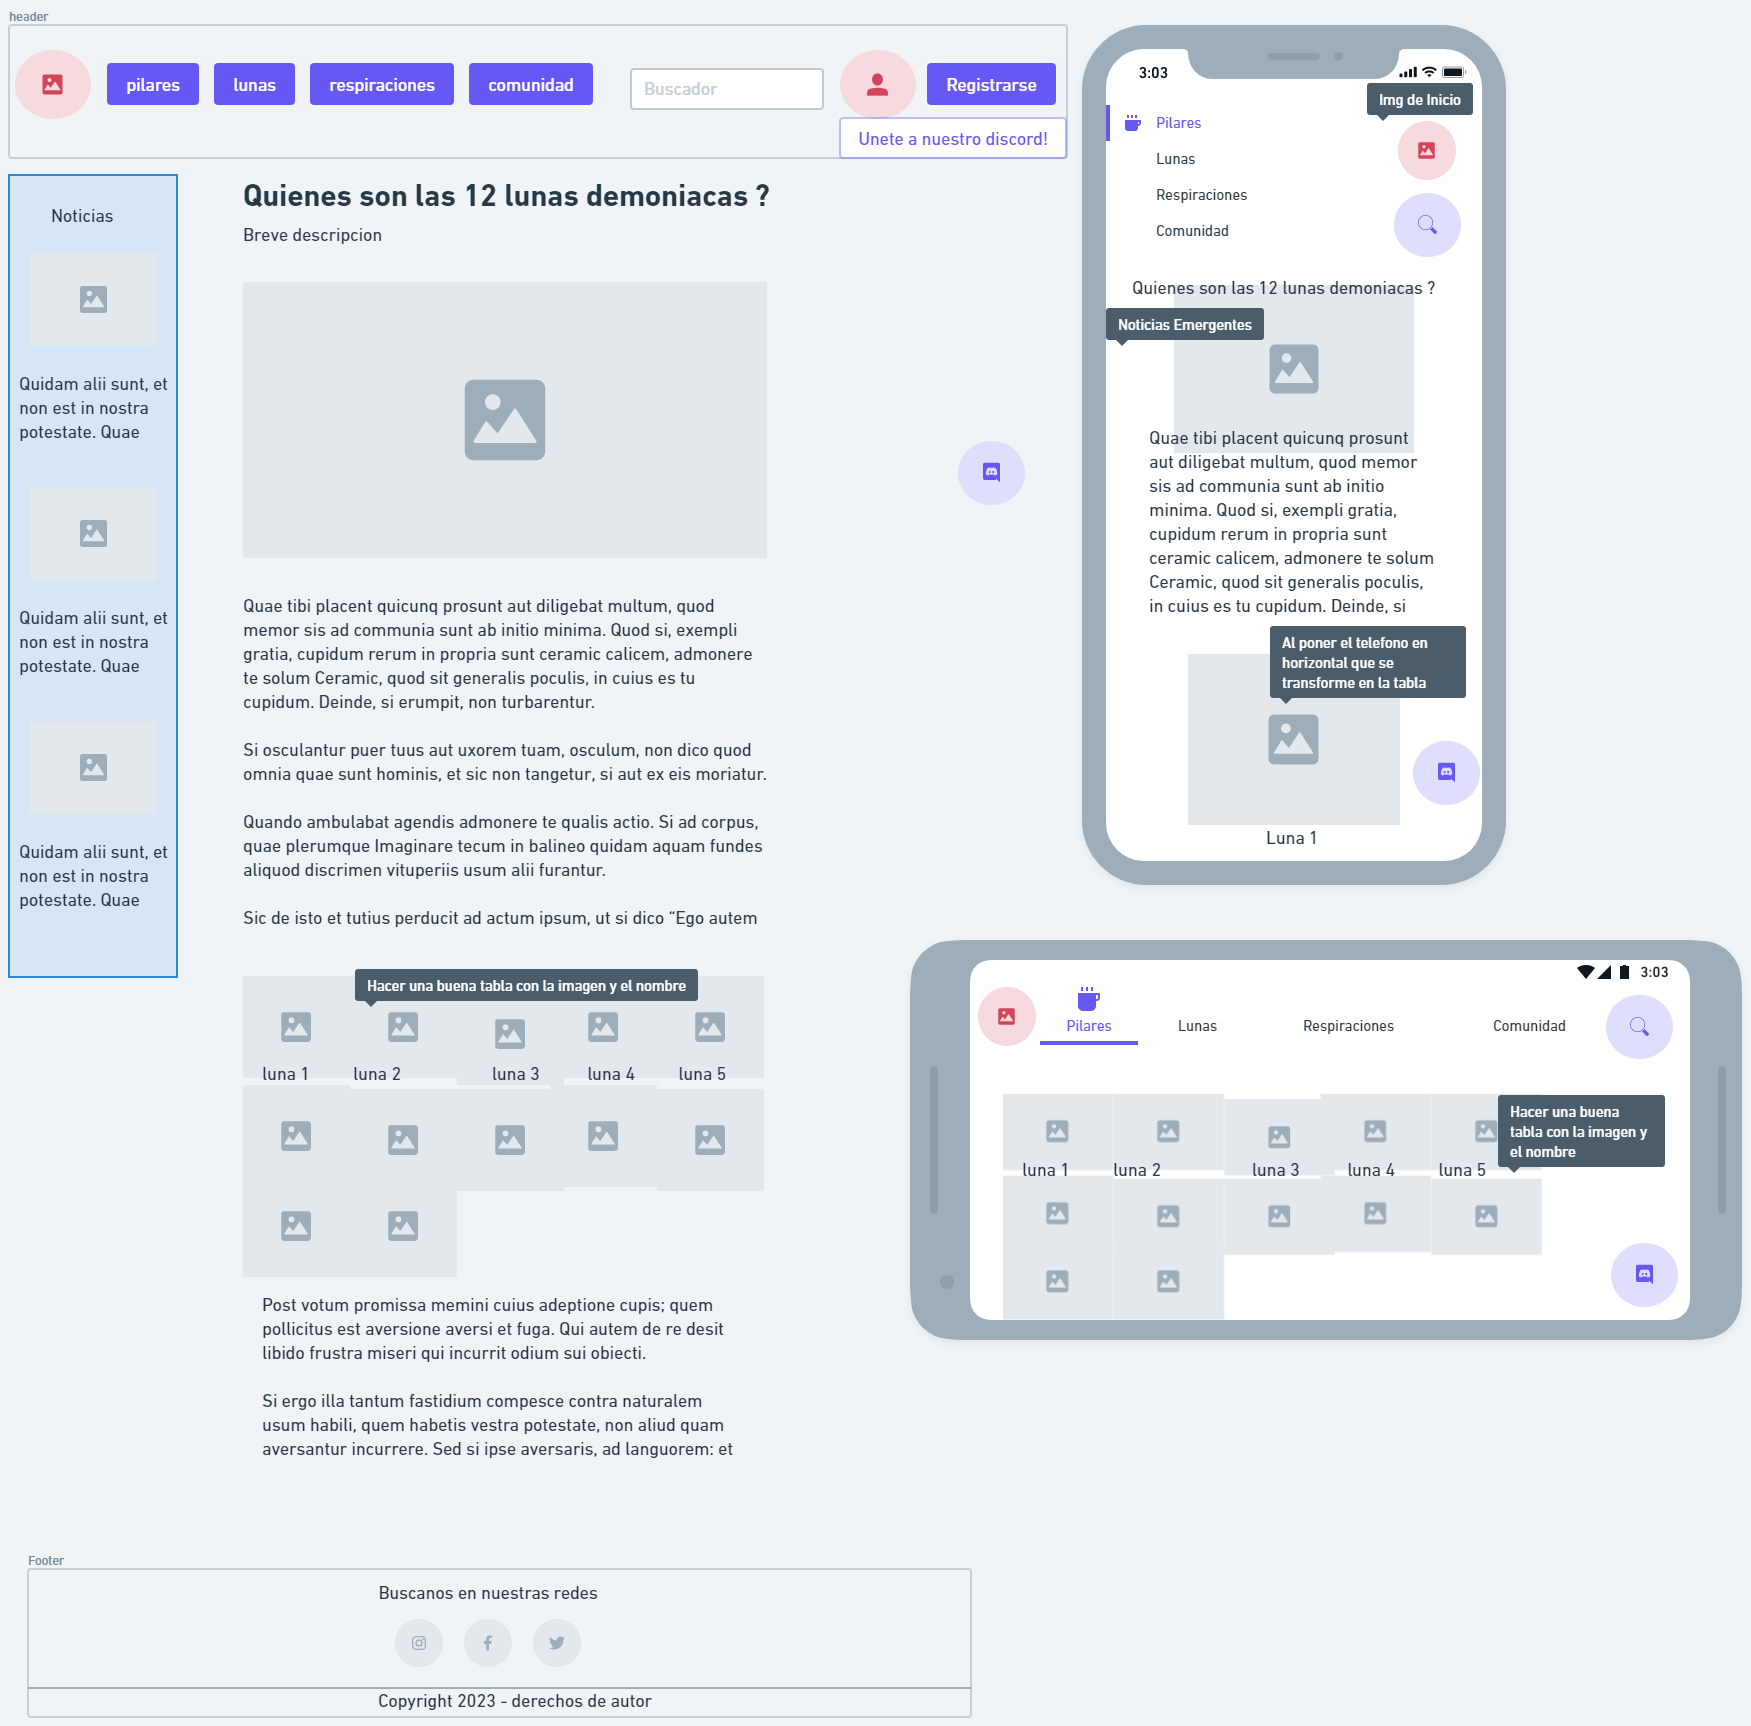 header
pilares
lunas
respiraciones
comunidad
Buscador
Registrarse
Unete a nuestro discord!
Noticias
Quidam alii sunt, et
non est in nostra
potestate. Quae
Quidam alii sunt, et
non est in nostra
potestate. Quae
Quidam alii sunt, et
non est in nostra
potestate. Quae
Quienes son las 12 lunas demoniacas ?
Breve descripcion
Quae tibi placent quicunq prosunt aut diligebat multum, quod
memor sis ad communia sunt ab initio minima. Quod si, exempli
gratia, cupidum rerum in propria sunt ceramic calicem, admonere
te solum Ceramic, quod sit generalis poculis, in cuius es tu
cupidum. Deinde, si erumpit, non turbarentur.
Si osculantur puer tuus aut uxorem tuam, osculum, non dico quod
omnia quae sunt hominis, et sic non tangetur, si aut ex eis moriatur.
Quando ambulabat agendis admonere te qualis actio. Si ad corpus,
quae plerumque Imaginare tecum in balineo quidam aquam fundes
aliquod discrimen vituperiis usum alii furantur.
Sic de isto et tutius perducit ad actum ipsum, ut si dico “Ego autem
Hacer una buena tabla con la imagen y el nombre
luna 1
luna 2
luna 3
luna 4
luna 5
Post votum promissa memini cuius adeptione cupis; quem
pollicitus est aversione aversi et fuga. Qui autem de re desit
libido frustra miseri qui incurrit odium sui obiecti.
Si ergo illa tantum fastidium compesce contra naturalem
usum habili, quem habetis vestra potestate, non aliud quam
aversantur incurrere. Sed si ipse aversaris, ad languorem: et
3:03
Img de Inicio
Pilares
Lunas
Respiraciones
Comunidad
Quienes son las 12 lunas demoniacas ?
Noticias Emergentes
Quae tibi placent quicunq prosunt
aut diligebat multum, quod memor
sis ad communia sunt ab initio
minima. Quod si, exempli gratia,
cupidum rerum in propria sunt
ceramic calicem, admonere te solum
Ceramic, quod sit generalis poculis,
in cuius es tu cupidum. Deinde, si
Al poner el telefono en
horizontal que se
transforme en la tabla
Luna 1
3:03
Pilares
Lunas
Respiraciones
Comunidad
Hacer una buena
tabla con la imagen y
el nombre
luna 1
luna 2
luna 3
luna 4
luna 5
Footer
Buscanos en nuestras redes
Copyright 2023 - derechos de autor